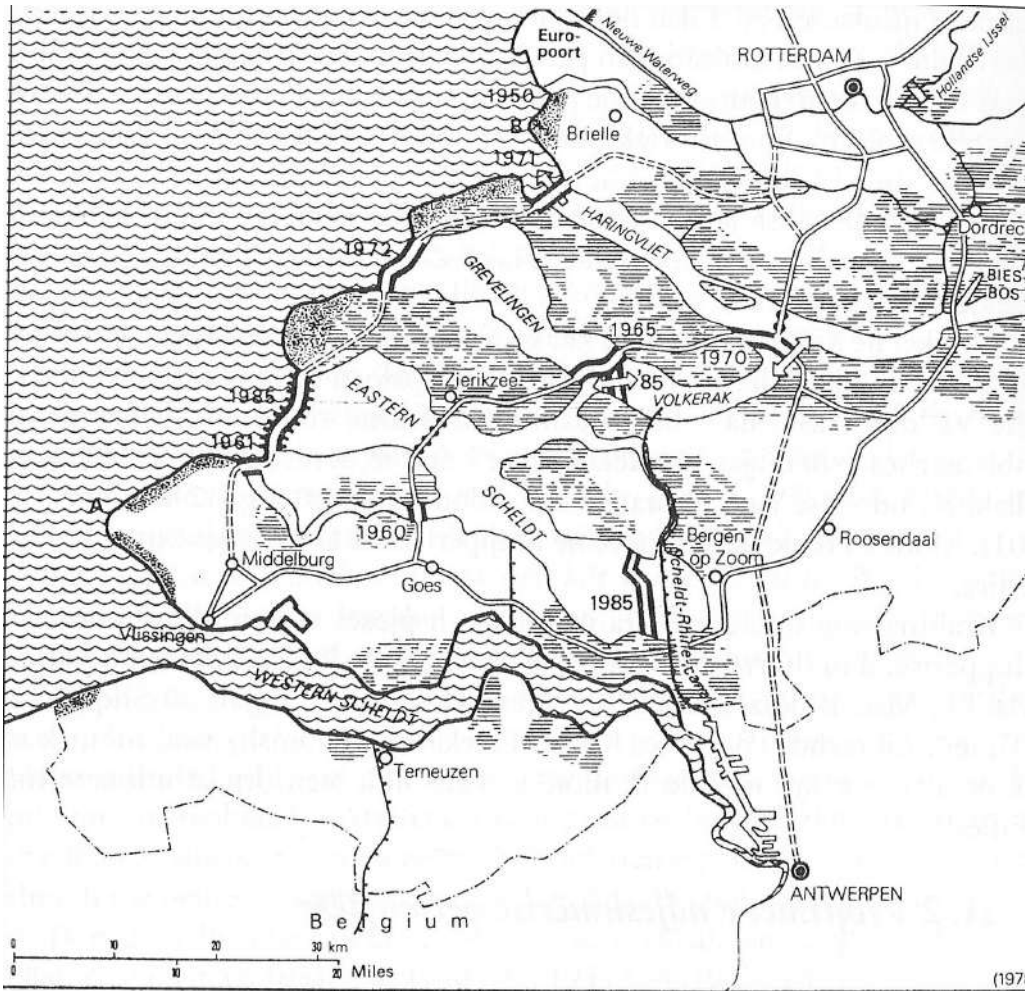 Euro-
poort
Nieuwe Waterweg
ROTTERDAM
Hollandse IJssel
1950
B
Brielle
1971
HARINGVLIET
Dordrec
1972
GREVELINGEN
BIES
BOS
1965
1970
'85
VOLKERAK
Zierikzee
EASTERN
1985
1961
SCHELDT
A
1960
Bergen
op Zoom
Roosendaal
Middelburg
Goes
1985
Scheldt-Rhine-canal
Vlissingen
WESTERN SCHELDT
Terneuzen
ANTWERPEN
Belgium
0 10 20 30 km
0 10 20 Miles
(197